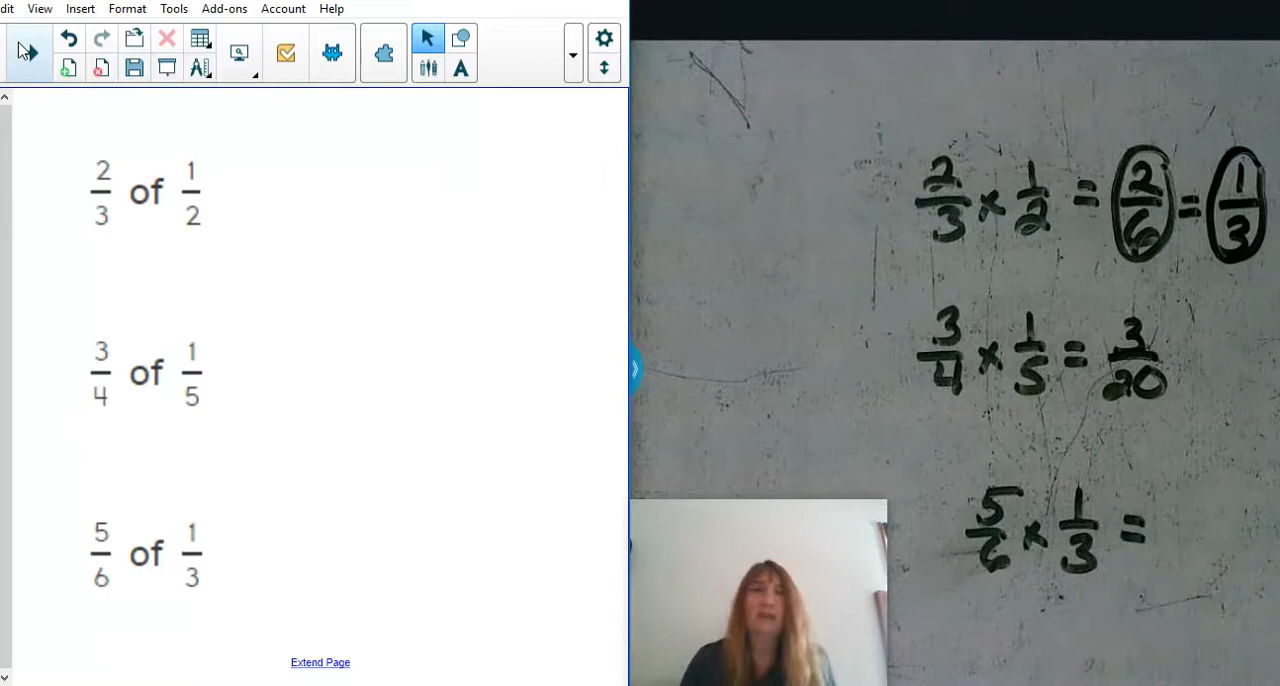 dit View Insert Format Tools Add-ons Account Help
2/3 of 1/2
3/4 of 1/5
5/6 of 1/3
Extend Page
2/3 × 1/2 = 2/6 = 1/3
3/4 × 1/5 = 3/20
5/6 × 1/3 =